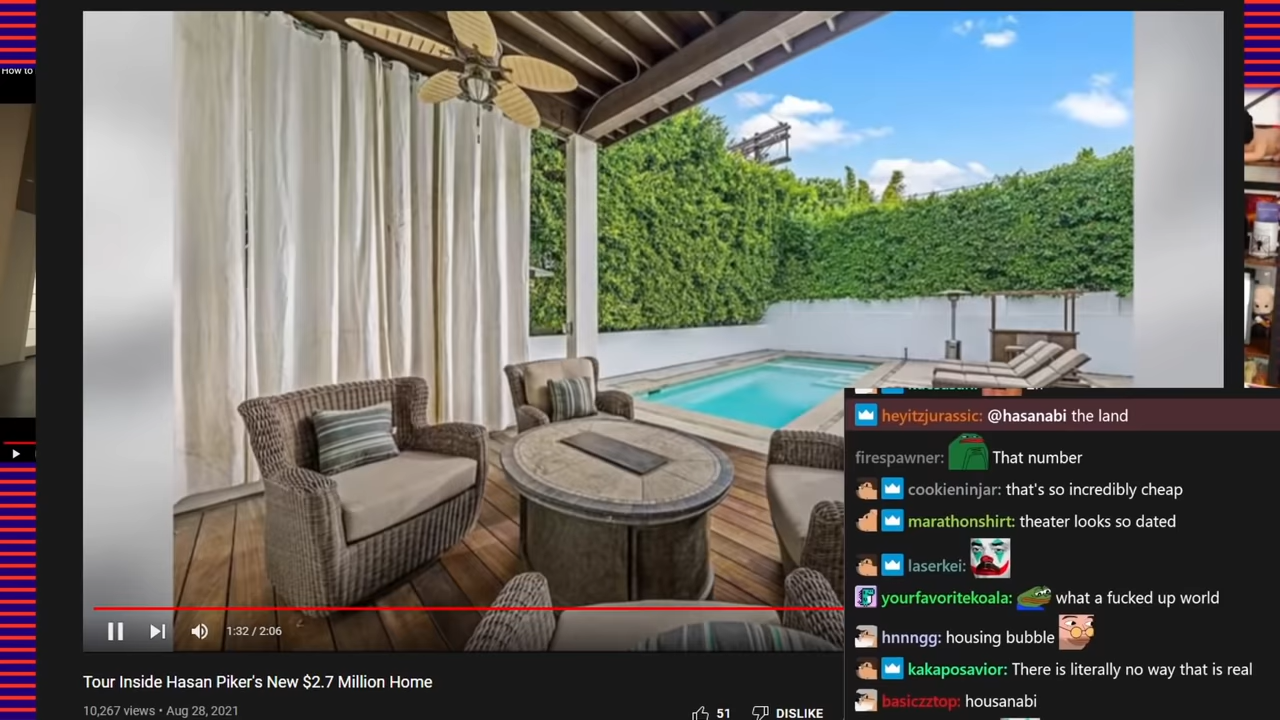 How to
heyitzjurassic: @hasanabi the land
firespawner: That number
cookieninjar: that's so incredibly cheap
marathonshirt: theater looks so dated
laserkei:
yourfavoritekoala: what a fucked up world
hnnngg: housing bubble
kakaposavior: There is literally no way that is real
basiczztop: housanabi
1:32 / 2:06
Tour Inside Hasan Piker's New $2.7 Million Home
10,267 views • Aug 28, 2021
51
DISLIKE